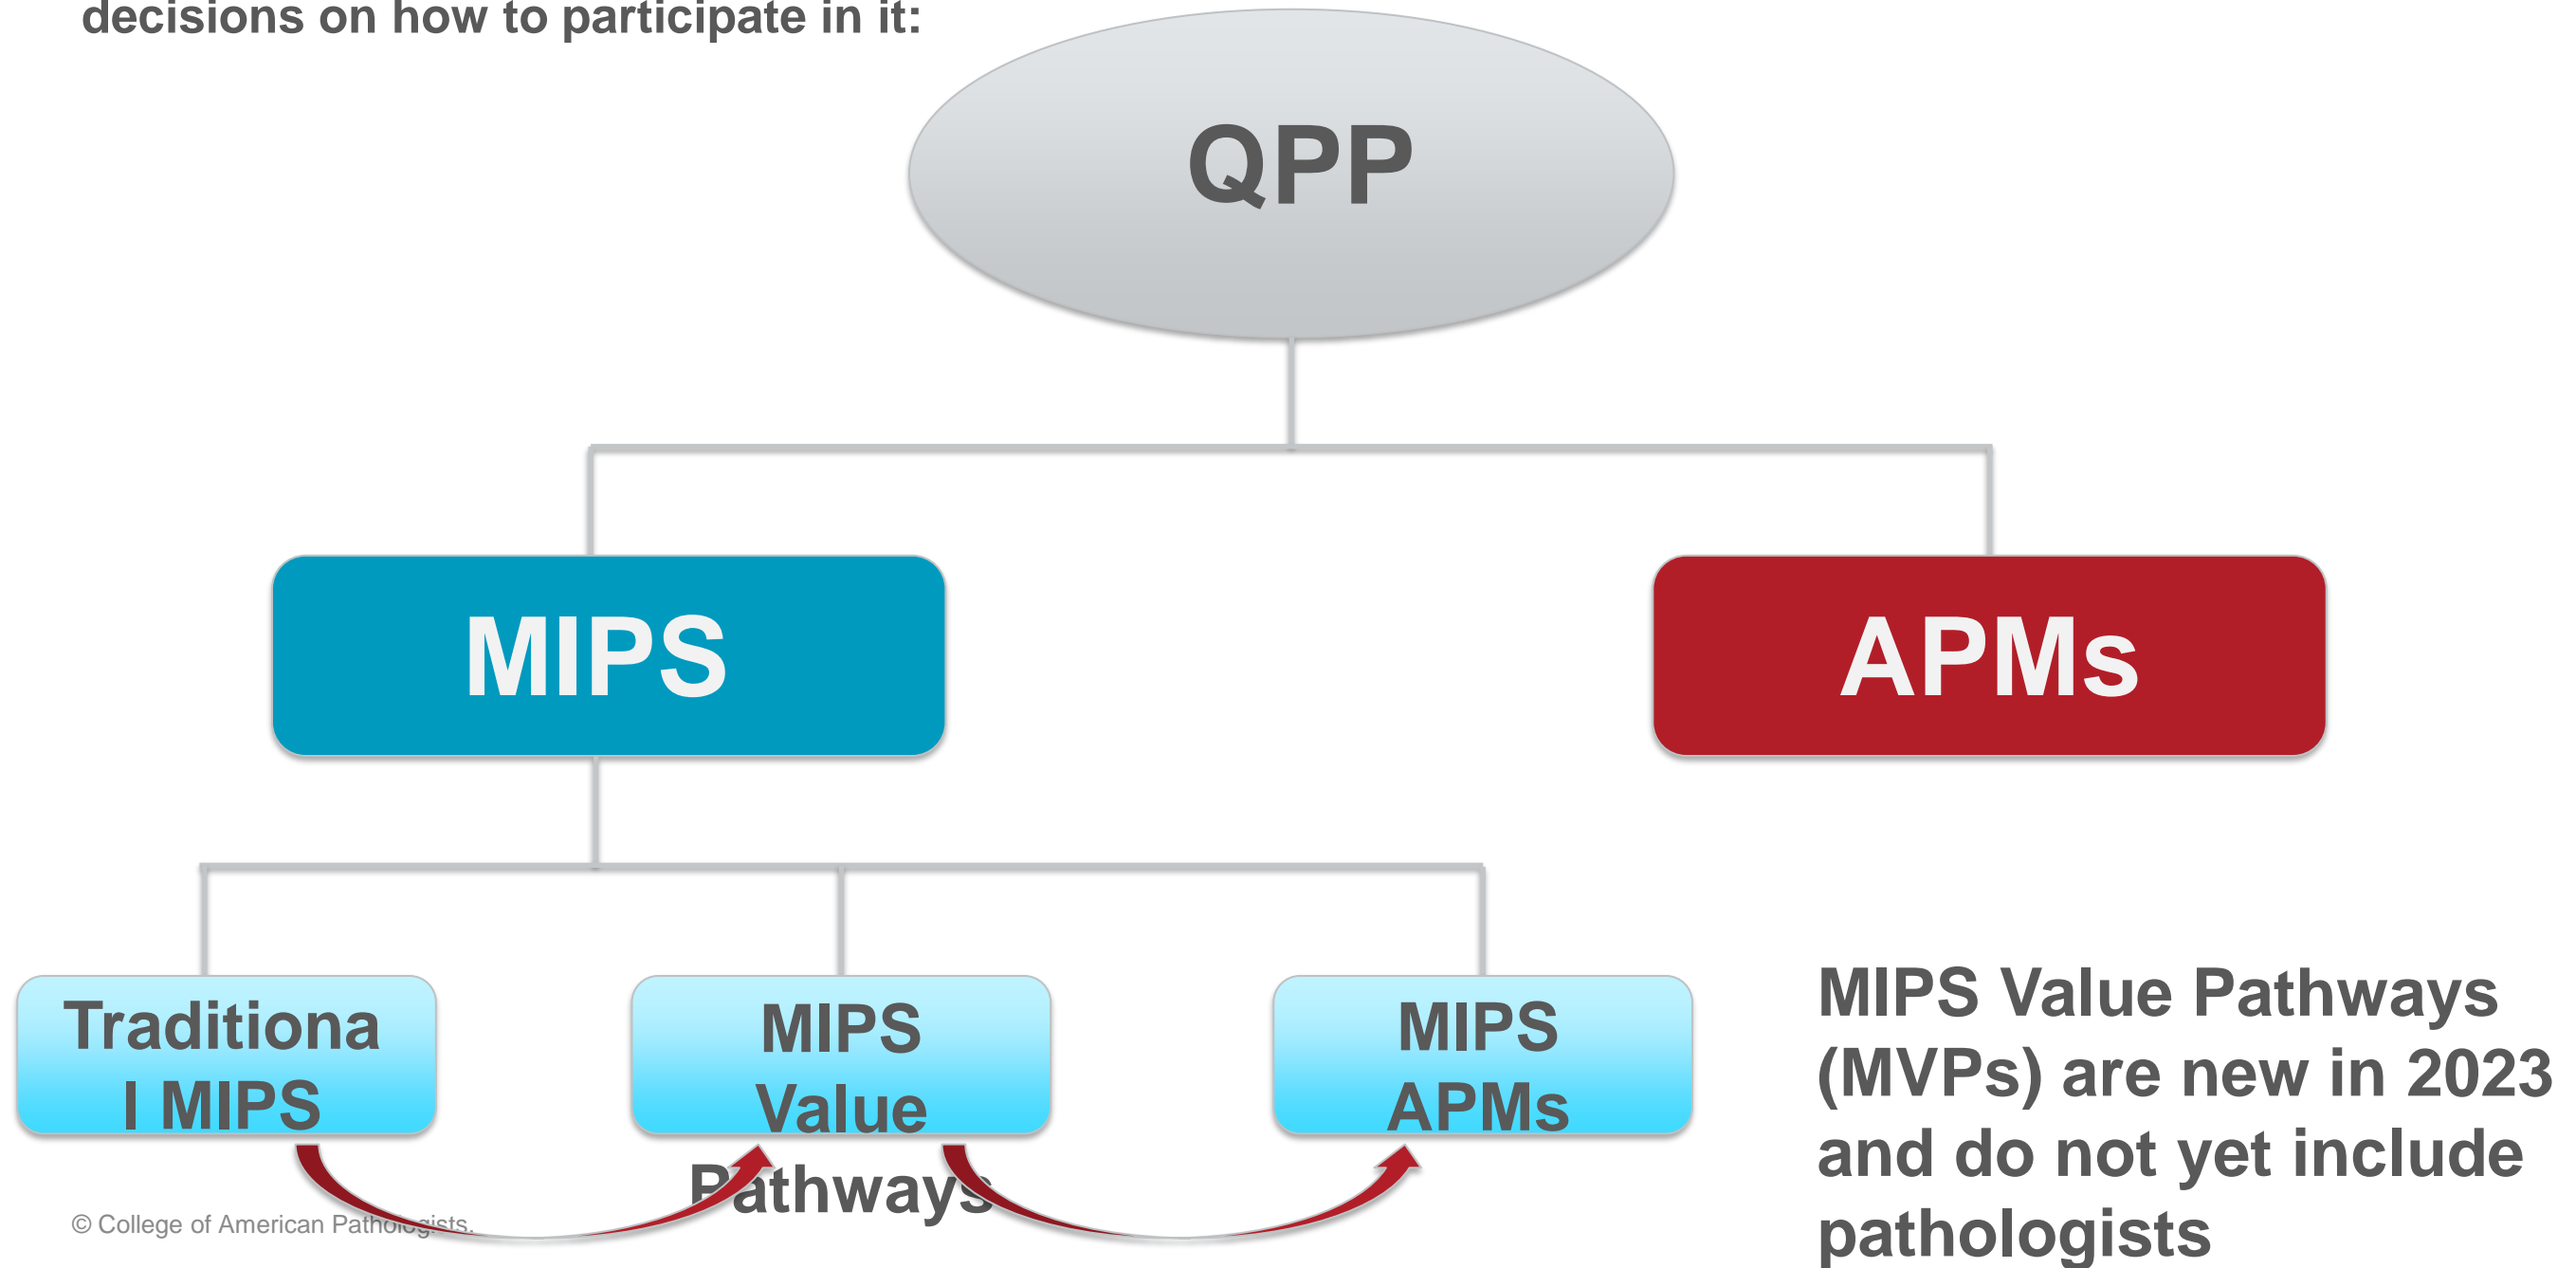 decisions on how to participate in it:
QPP
MIPS
APMs
Traditiona
l MIPS
MIPS
Value
Pathways
MIPS
APMs
MIPS Value Pathways
(MVPs) are new in 2023
and do not yet include
pathologists
© College of American Pathologists.